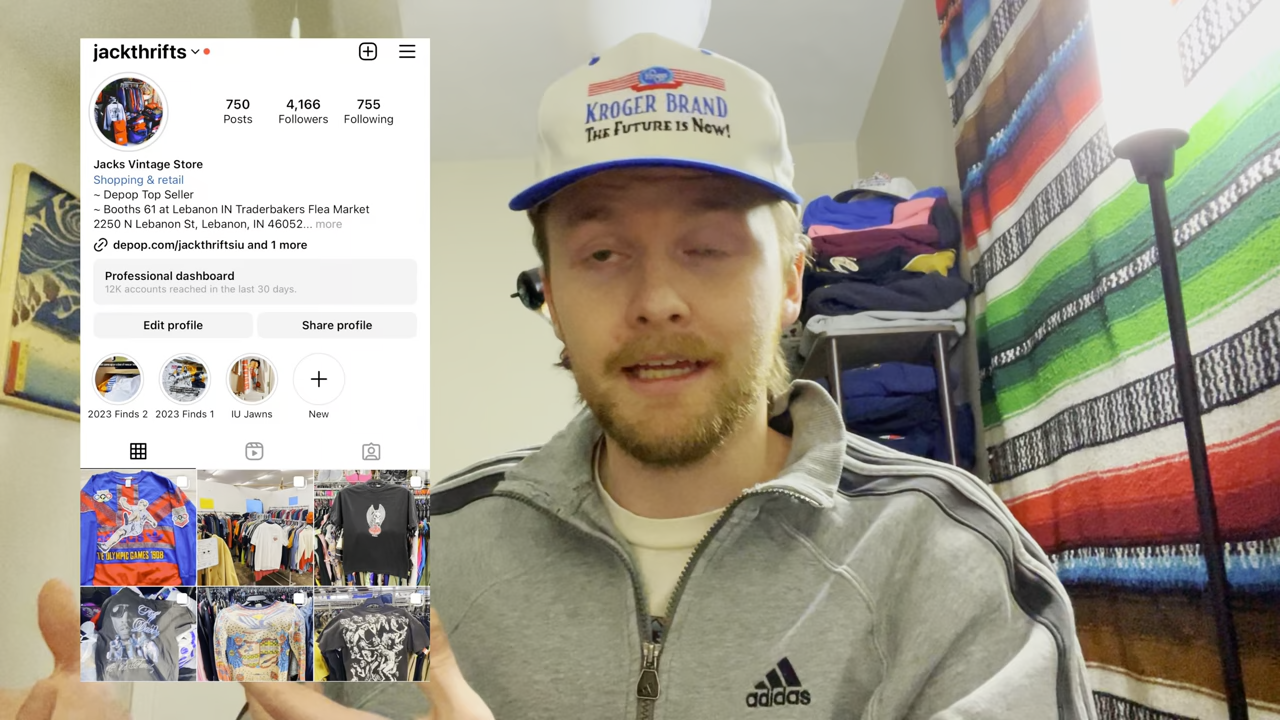 jackthrifts
750
4,166
755
Posts
Followers
Following
Jacks Vintage Store
Shopping & retail
~ Depop Top Seller
~ Booths 61 at Lebanon IN Traderbakers Flea Market
2250 N Lebanon St, Lebanon, IN 46052... more
depop.com/jackthriftsiu and 1 more
Professional dashboard
12K accounts reached in the last 30 days.
Edit profile
Share profile
2023 Finds 2
2023 Finds 1
IU Jawns
New
OLYMPIC GAMES
Kroger
KROGER BRAND
THE FUTURE IS NOW!
adidas